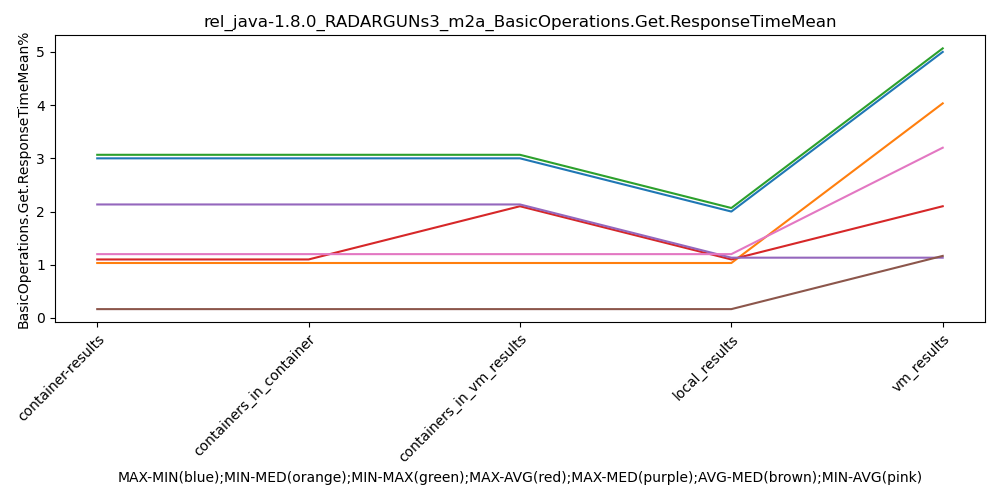 rel_java-1.8.0_RADARGUNs3_m2a_BasicOperations.Get.ResponseTimeMean
BasicOperations.Get.ResponseTimeMean%
5
4
3
2
1
0
container-results
containers_in_container
containers_in_vm_results
local_results
vm_results
MAX-MIN(blue);MIN-MED(orange);MIN-MAX(green);MAX-AVG(red);MAX-MED(purple);AVG-MED(brown);MIN-AVG(pink)